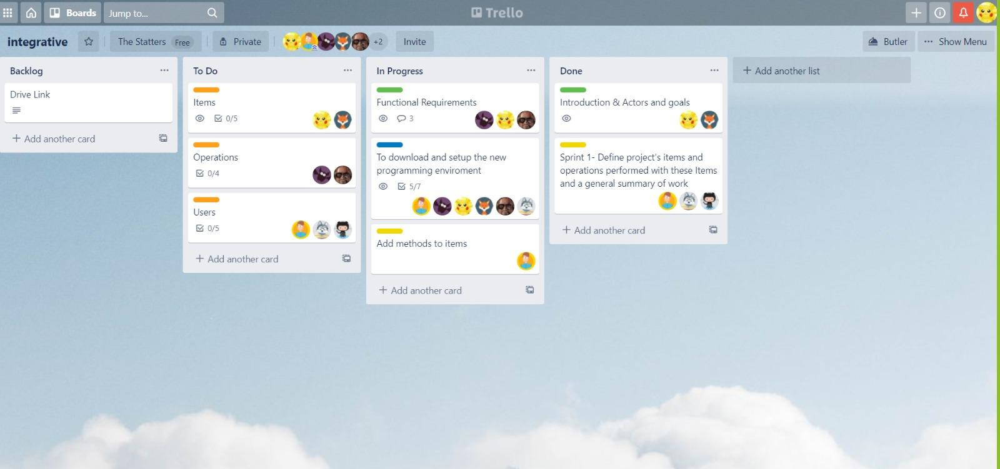 Boards
Jump to...
Trello
integrative
The Statters Free
Private
+2
Invite
Butler
... Show Menu
Backlog
...
Drive Link
+ Add another card
To Do
...
Items
0/5
Operations
0/4
Users
0/5
+ Add another card
In Progress
...
Functional Requirements
3
To download and setup the new
programming enviroment
5/7
Add methods to items
+ Add another card
Done
...
Introduction & Actors and goals
Sprint 1- Define project's items and
operations performed with these Items
and a general summary of work
+ Add another card
+ Add another list